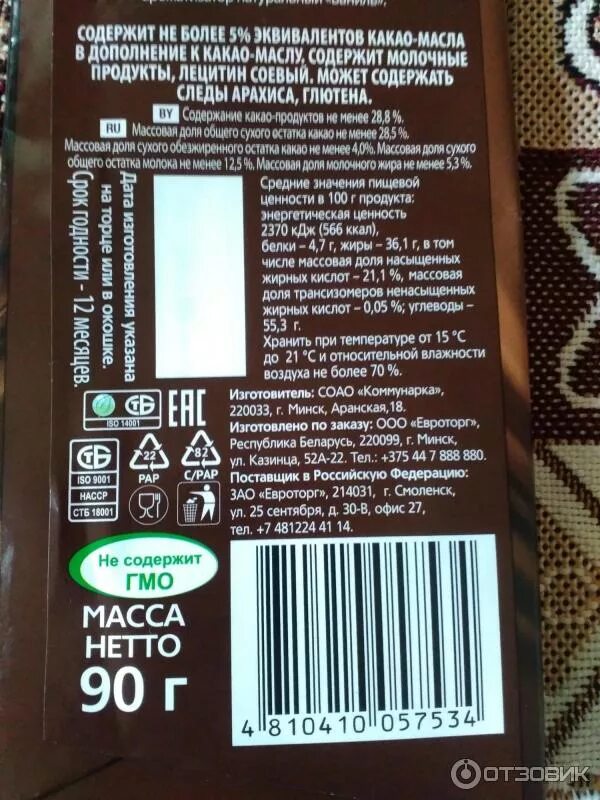 ароматизатор натуральный «Ваниль».
СОДЕРЖИТ НЕ БОЛЕЕ 5% ЭКВИВАЛЕНТОВ КАКАО-МАСЛА
В ДОПОЛНЕНИЕ К КАКАО-МАСЛУ, СОДЕРЖИТ МОЛОЧНЫЕ
ПРОДУКТЫ, ЛЕЦИТИН СОЕВЫЙ. МОЖЕТ СОДЕРЖАТЬ
СЛЕДЫ АРАХИСА, ГЛЮТЕНА.
BY Содержание какао-продуктов не менее 28,8 %.
RU Массовая доля общего сухого остатка какао не менее 28,5 %.
Массовая доля сухого обезжиренного остатка какао не менее 4,0%. Массовая доля сухого
общего остатка молока не менее 12,5 %. Массовая доля молочного жира не менее 5,3 %.
Дата изготовления указана
на торце или в окошке.
Срок годности - 12 месяцев.
Средние значения пищевой
ценности в 100 г продукта:
энергетическая ценность
2370 кДж (566 ккал),
белки – 4,7 г, жиры – 36,1 г, в том
числе массовая доля насыщенных
жирных кислот – 21,1 %, массовая
доля трансизомеров ненасыщенных
жирных кислот – 0,05 %; углеводы –
55,3 г.
Хранить при температуре от 15 °С
до 21 °С и относительной влажности
воздуха не более 70 %.
СТБ
ISO 14001
EAC
СТБ
ISO 9001
HACCP
СТБ 18001
22
PAP
82
C/PAP
Изготовитель: СОАО «Коммунарка»,
220033, г. Минск, Аранская,18.
Изготовлено по заказу: ООО «Евроторг»,
Республика Беларусь, 220099, г. Минск,
ул. Казинца, 52А-22. Тел.: +375 44 7 888 880.
Поставщик в Российскую Федерацию:
ЗАО «Евроторг», 214031, г. Смоленск,
ул. 25 сентября, д. 30-В, офис 27,
тел. +7 481224 41 14.
Не содержит
ГМО
МАССА
НЕТТО
90 г
4 810410 057534
ОТЗОВИК